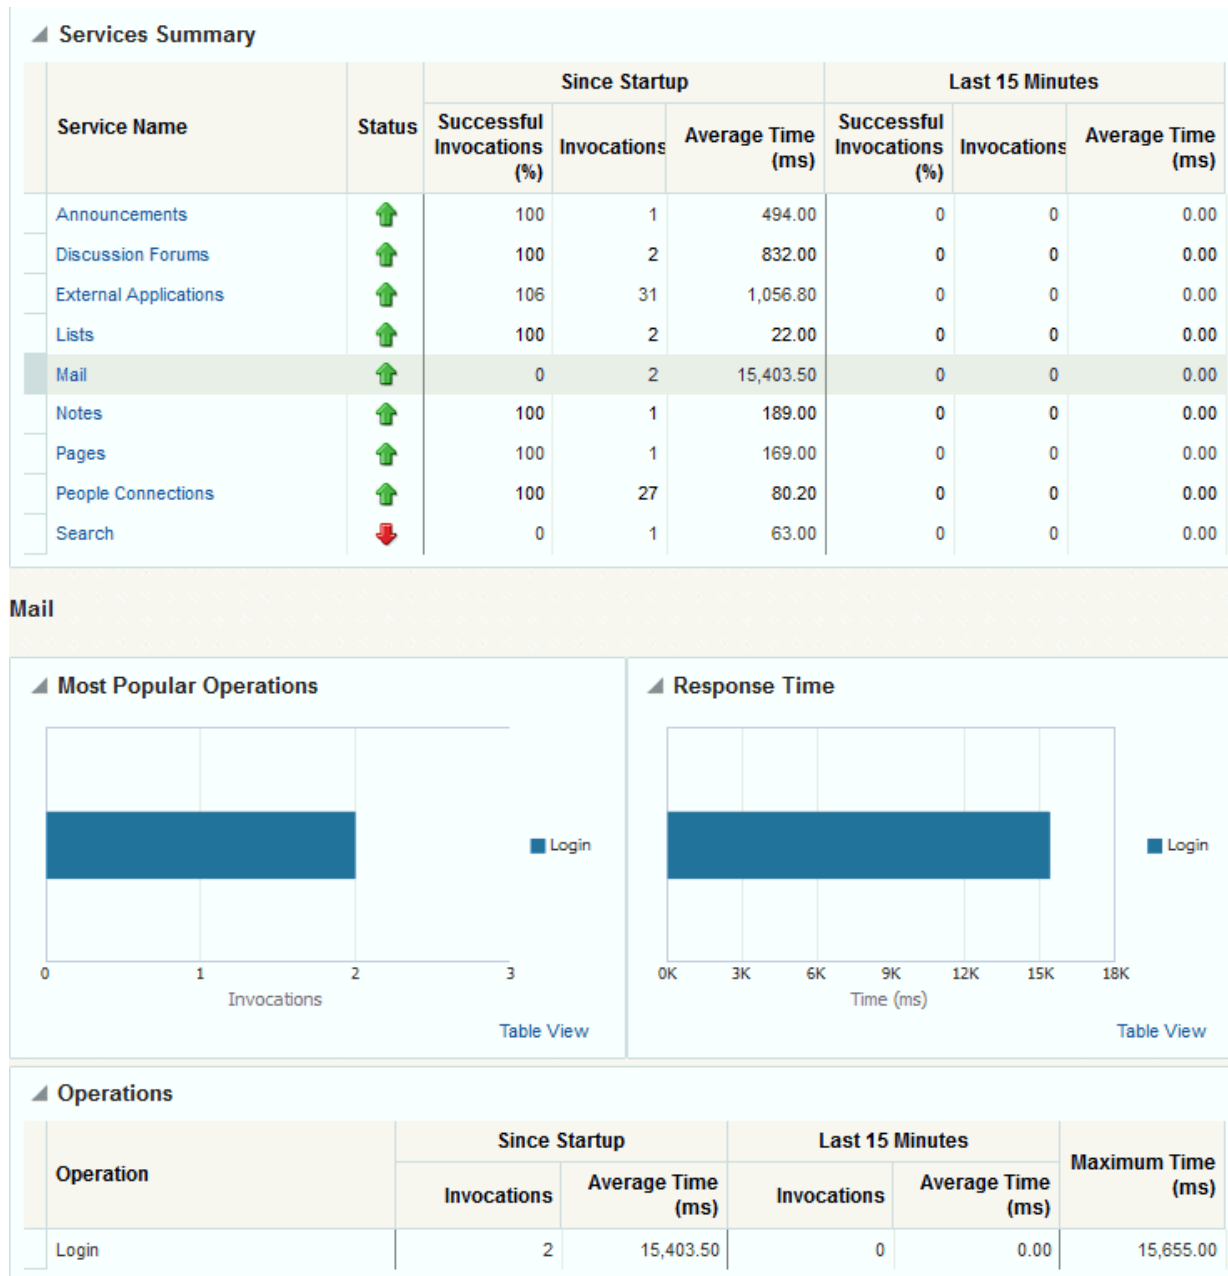 Services Summary
Since Startup Last 15 Minutes
Service Name Status Successful Invocations (%) Invocations Average Time (ms) Successful Invocations (%) Invocations Average Time (ms)
Announcements 100 1 494.00 0 0 0.00
Discussion Forums 100 2 832.00 0 0 0.00
External Applications 106 31 1,056.80 0 0 0.00
Lists 100 2 22.00 0 0 0.00
Mail 0 2 15,403.50 0 0 0.00
Notes 100 1 189.00 0 0 0.00
Pages 100 1 169.00 0 0 0.00
People Connections 100 27 80.20 0 0 0.00
Search 0 1 63.00 0 0 0.00
Mail
Most Popular Operations
Login
0 1 2 3
Invocations
Table View
Response Time
Login
0K 3K 6K 9K 12K 15K 18K
Time (ms)
Table View
Operations
Since Startup Last 15 Minutes
Operation Invocations Average Time (ms) Invocations Average Time (ms) Maximum Time (ms)
Login 2 15,403.50 0 0.00 15,655.00